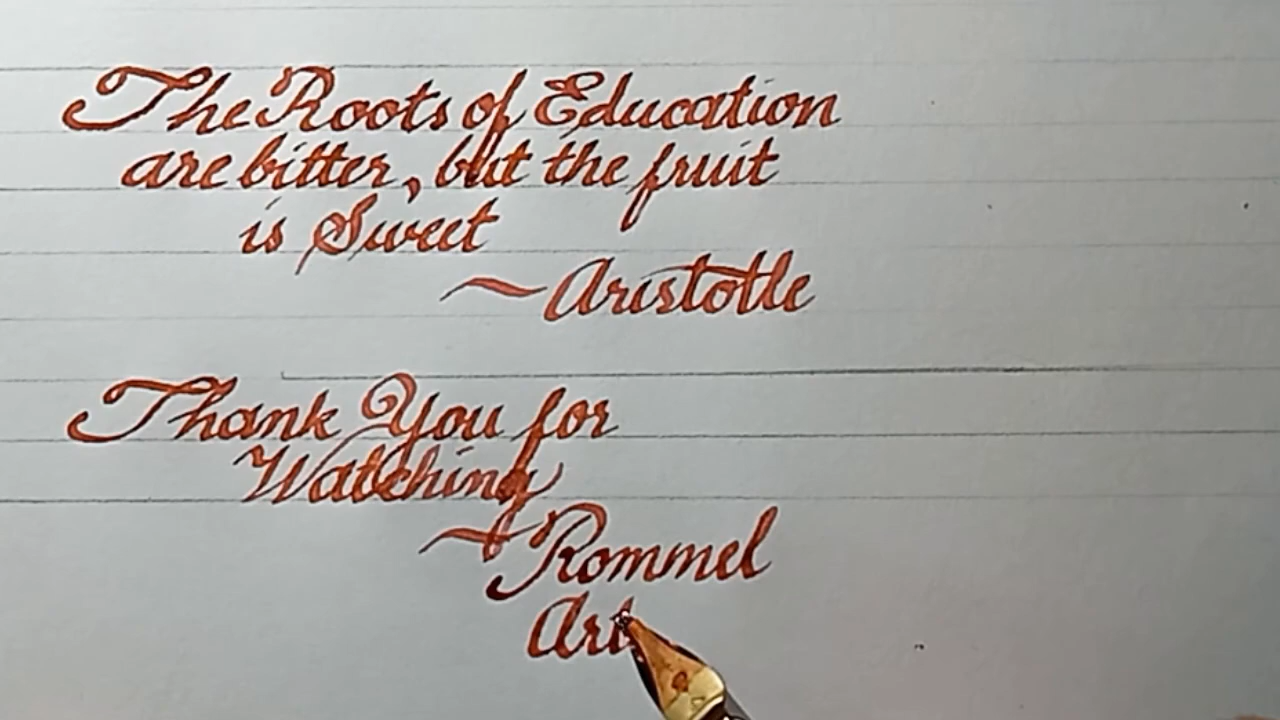 The Roots of Education
are bitter, but the fruit
is Sweet
~Aristotle
Thank You for
Watching
~Rommel
Art